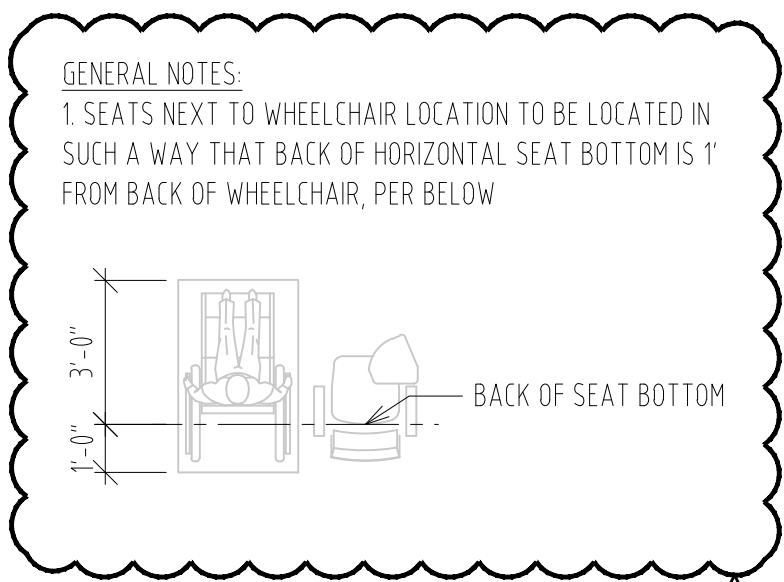 GENERAL NOTES:
1. SEATS NEXT TO WHEELCHAIR LOCATION TO BE LOCATED IN
SUCH A WAY THAT BACK OF HORIZONTAL SEAT BOTTOM IS 1'
FROM BACK OF WHEELCHAIR, PER BELOW
3'-0"
BACK OF SEAT BOTTOM
1'-0"